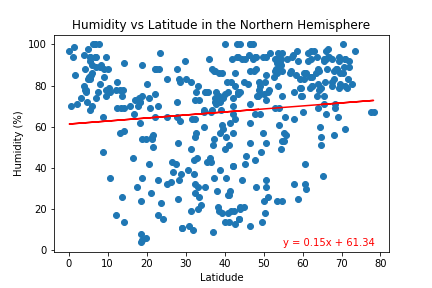 Humidity vs Latitude in the Northern Hemisphere
Humidity (%)
100
80
60
40
20
0
y = 0.15x + 61.34
0 10 20 30 40 50 60 70 80
Latidude